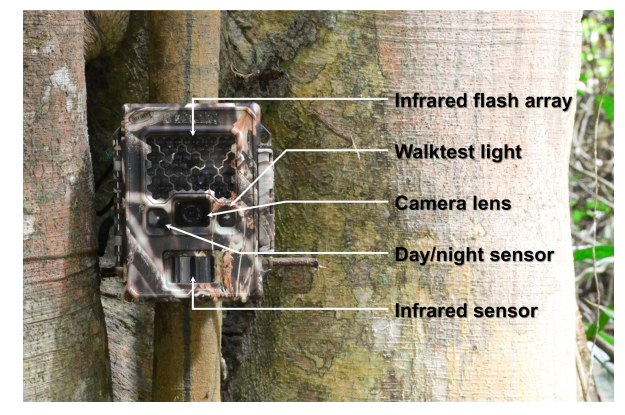 Infrared flash array
Walktest light
Camera lens
Day/night sensor
Infrared sensor